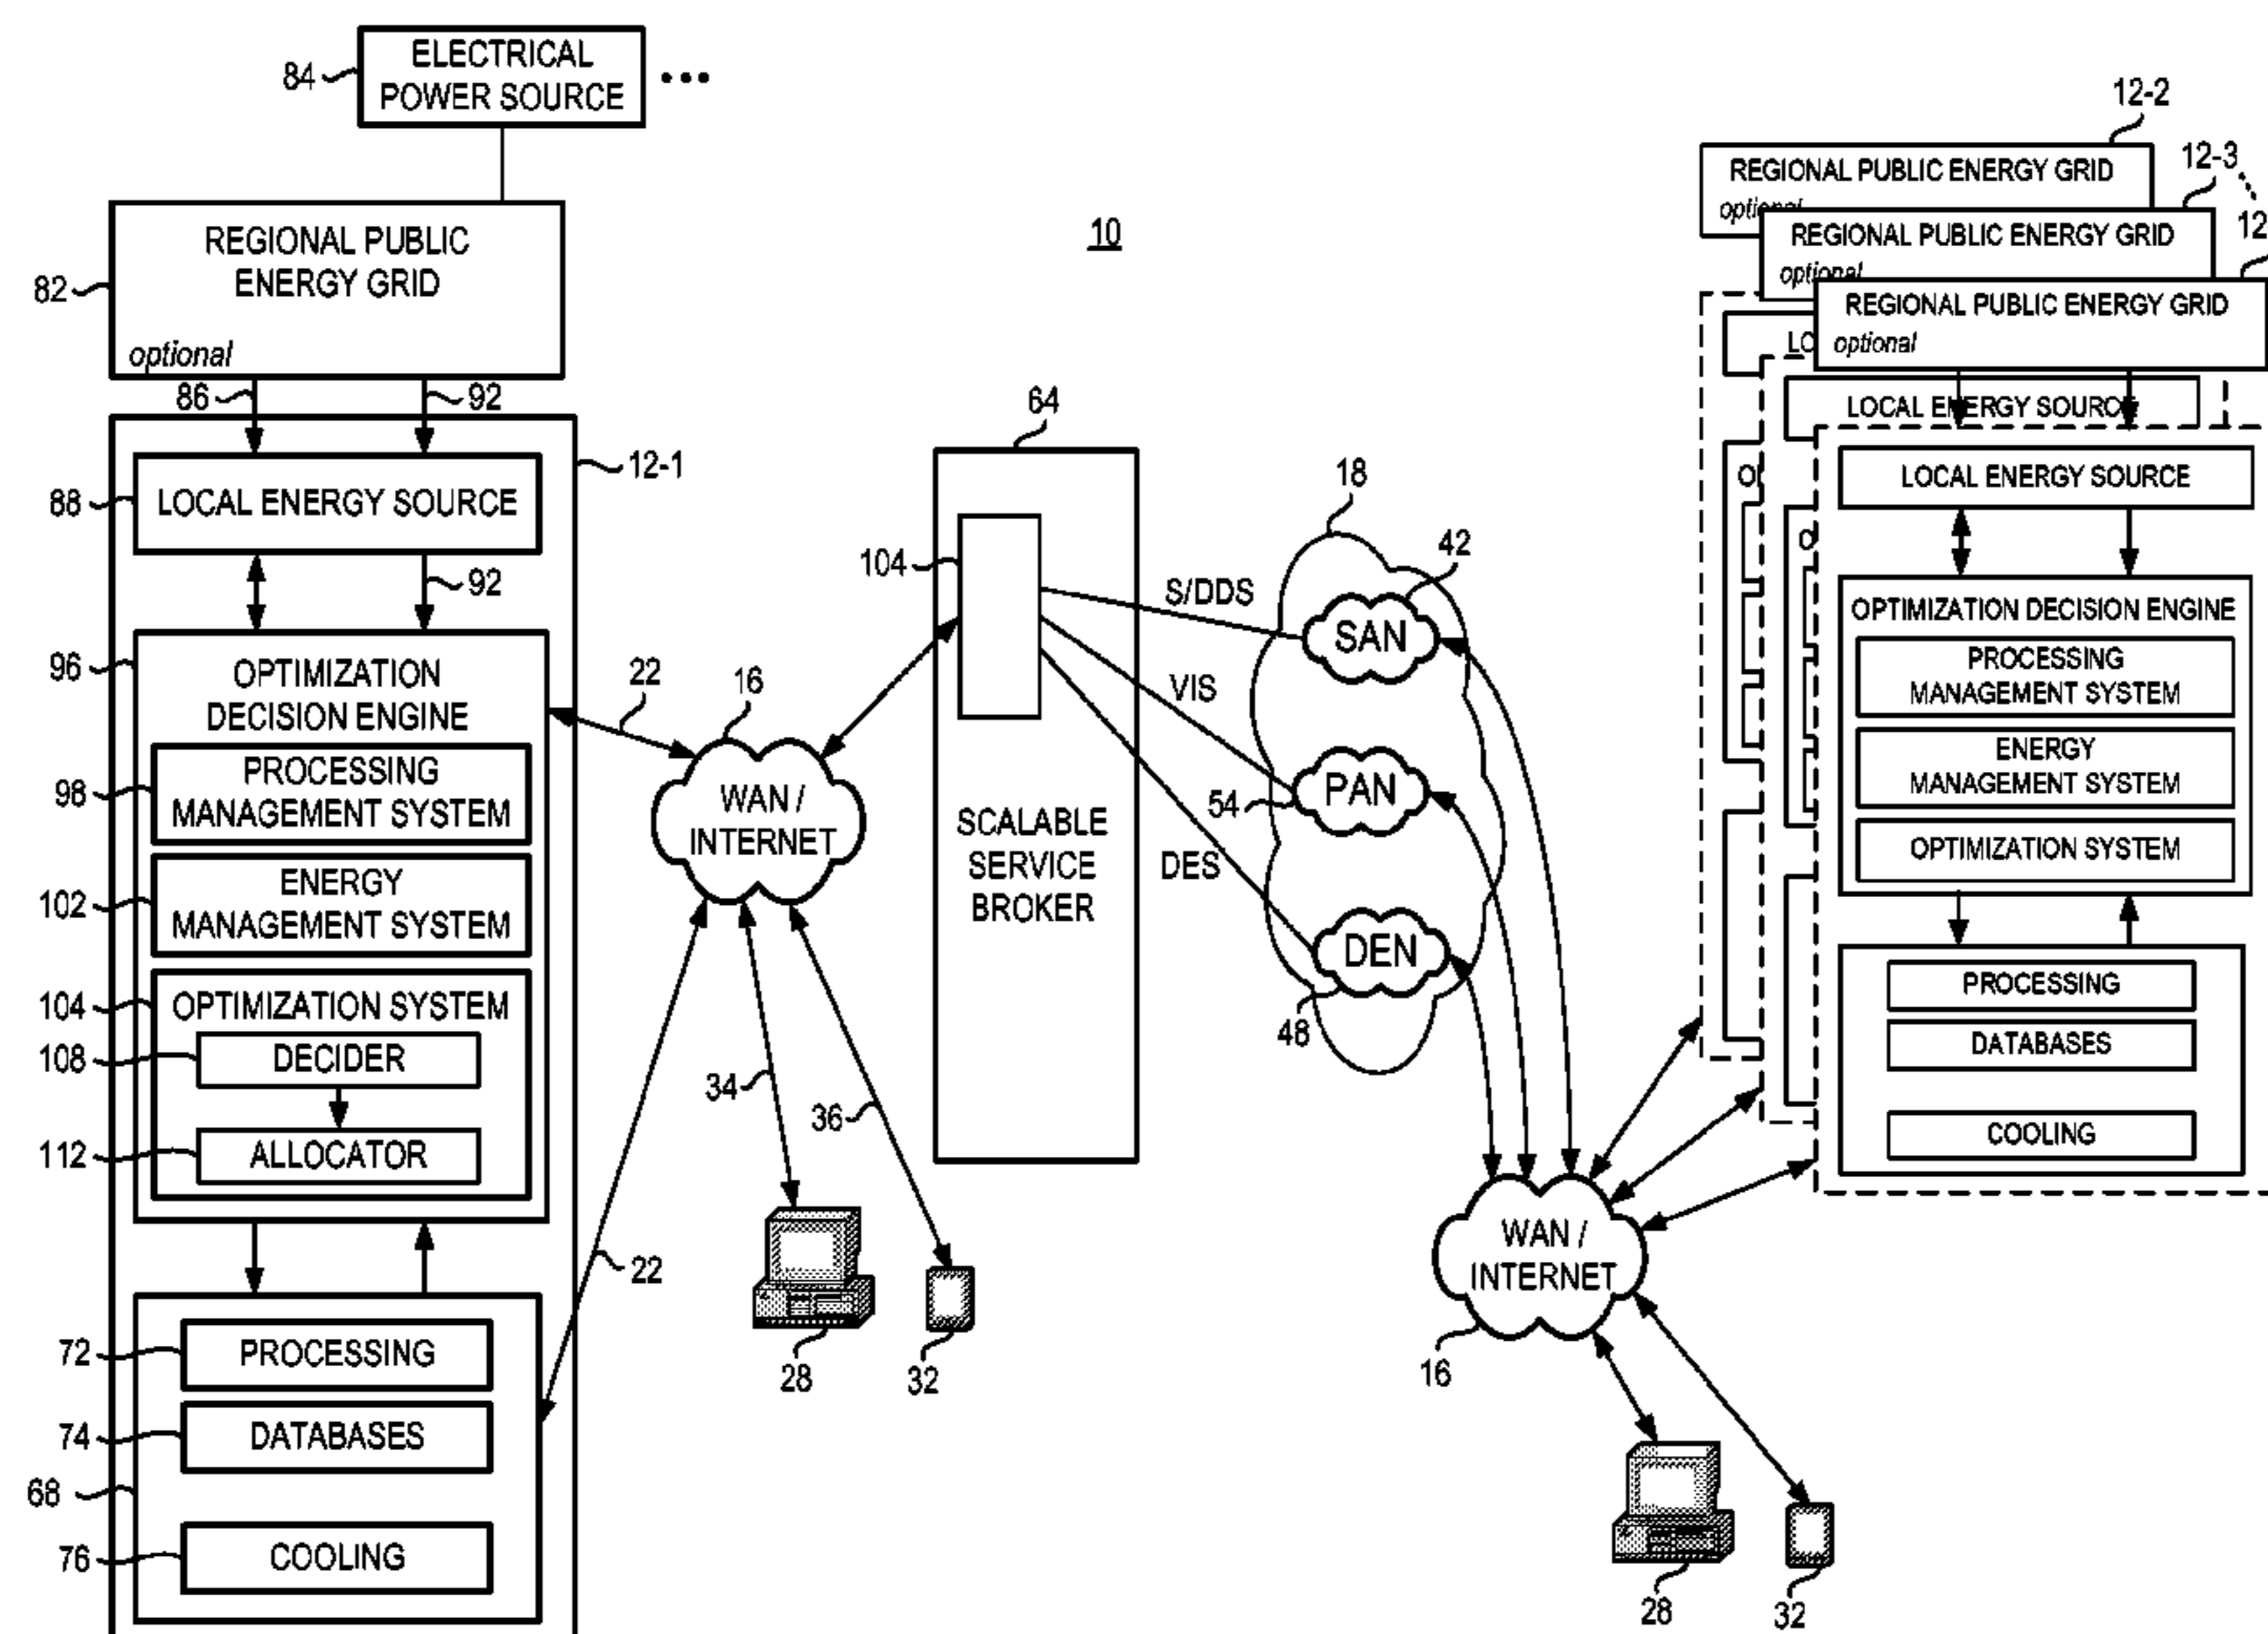 ELECTRICAL
POWER SOURCE
84
...
REGIONAL PUBLIC
ENERGY GRID
82
optional
86
92
12-1
88
LOCAL ENERGY SOURCE
92
96
OPTIMIZATION
DECISION ENGINE
98
PROCESSING
MANAGEMENT SYSTEM
102
ENERGY
MANAGEMENT SYSTEM
104
OPTIMIZATION SYSTEM
108
DECIDER
112
ALLOCATOR
72
PROCESSING
74
DATABASES
68
76
COOLING
22
16
WAN /
INTERNET
22
34
36
28
32
10
64
104
SCALABLE
SERVICE
BROKER
S/DDS
VIS
DES
18
42
SAN
54
PAN
DEN
48
WAN /
INTERNET
16
28
32
12-2
REGIONAL PUBLIC ENERGY GRID
12-3
REGIONAL PUBLIC ENERGY GRID
optional
12
REGIONAL PUBLIC ENERGY GRID
optional
LOCAL ENERGY SOURCE
LOCAL ENERGY SOURCE
OPTIMIZATION DECISION ENGINE
PROCESSING
MANAGEMENT SYSTEM
ENERGY
MANAGEMENT SYSTEM
OPTIMIZATION SYSTEM
PROCESSING
DATABASES
COOLING